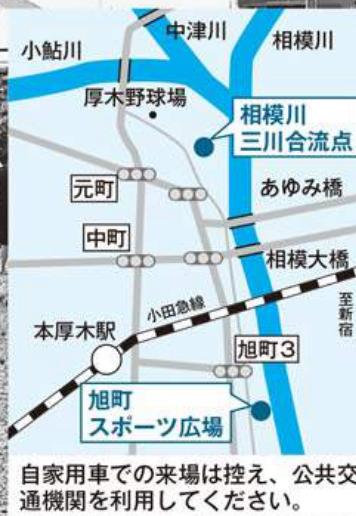 中津川
小鮎川
相模川
厚木野球場
相模川
三川合流点
元町
あゆみ橋
中町
相模大橋
小田急線
至新宿
本厚木駅
旭町3
旭町
スポーツ広場
自家用車での来場は控え、公共交
通機関を利用してください。